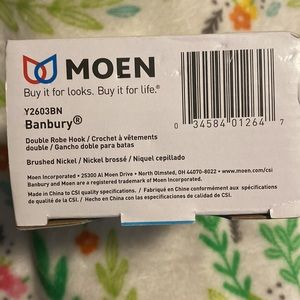 MOEN
Buy it for looks. Buy it for life.®
Y2603BN
Banbury®
Double Robe Hook / Crochet à vêtements
double / Gancho doble para batas
Brushed Nickel / Nickel brossé / Niquel cepillado
0 34584 01264 7
Moen Incorporated • 25300 Al Moen Drive • North Olmsted, OH 44070-8022 • www.moen.com/csi
Banbury and Moen are registered trademark of Moen Incorporated.
Made in China to CSI quality specifications. / Fabriqué en Chine conformément aux spécifications
de qualité de CSI. / Hecho en China con las especificaciones de calidad de CSI.